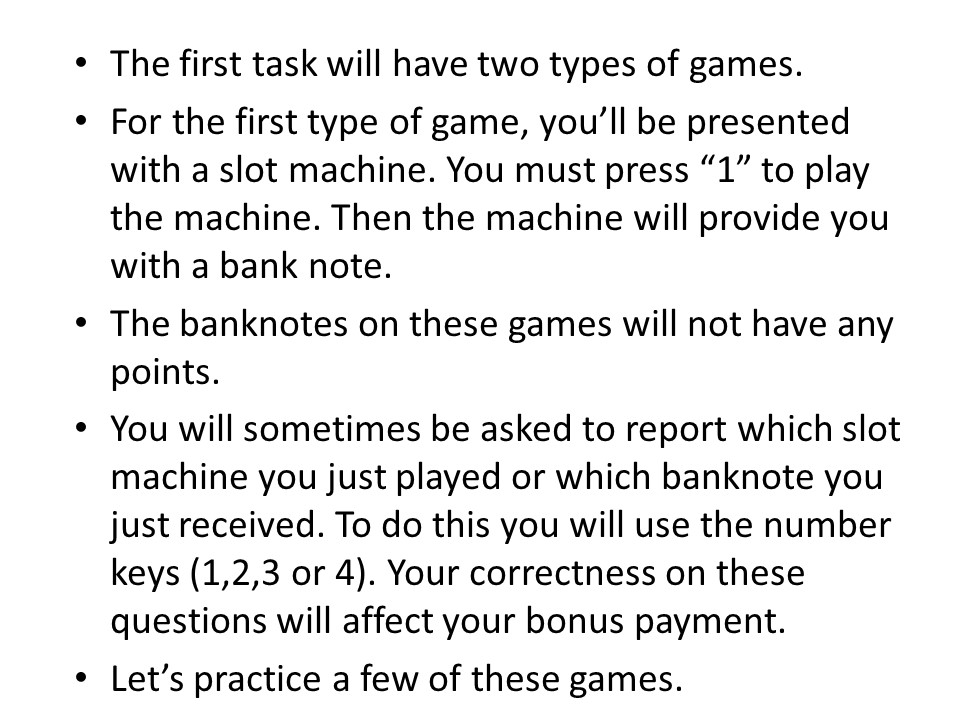 • The first task will have two types of games.
• For the first type of game, you’ll be presented
with a slot machine. You must press “1” to play
the machine. Then the machine will provide you
with a bank note.
• The banknotes on these games will not have any
points.
• You will sometimes be asked to report which slot
machine you just played or which banknote you
just received. To do this you will use the number
keys (1,2,3 or 4). Your correctness on these
questions will affect your bonus payment.
• Let’s practice a few of these games.